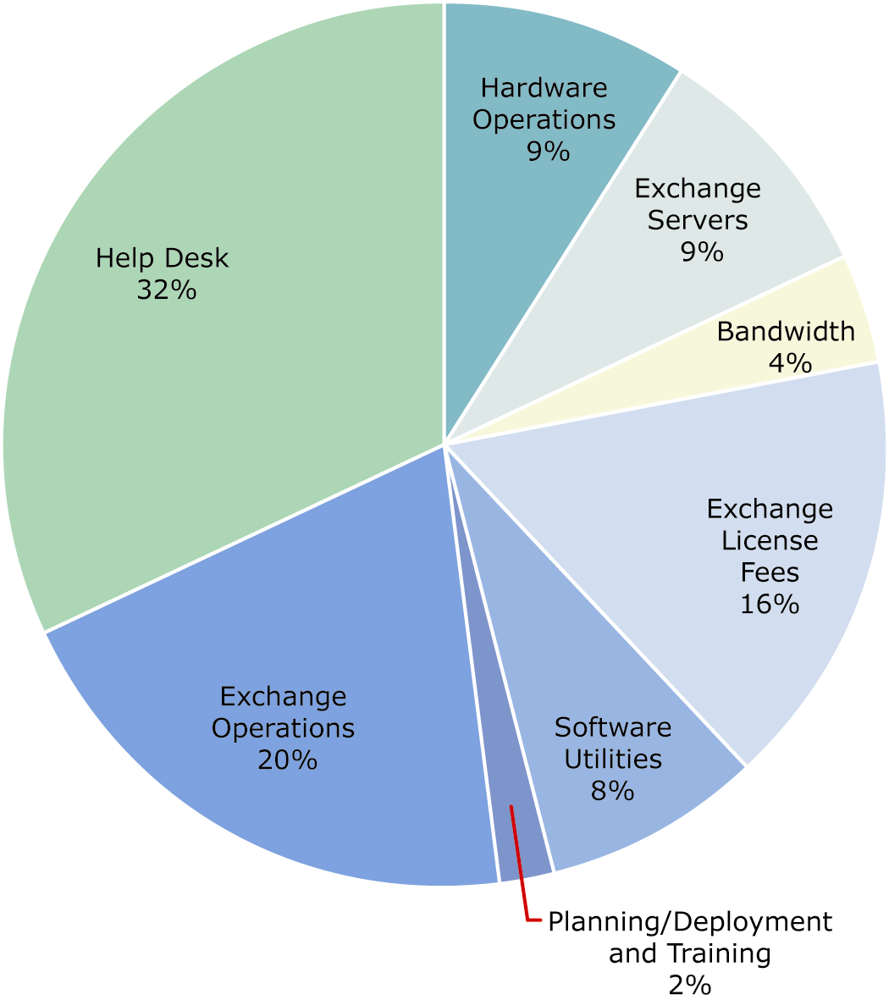 Hardware
Operations
9%
Exchange
Servers
9%
Bandwidth
4%
Exchange
License
Fees
16%
Software
Utilities
8%
Planning/Deployment
and Training
2%
Exchange
Operations
20%
Help Desk
32%